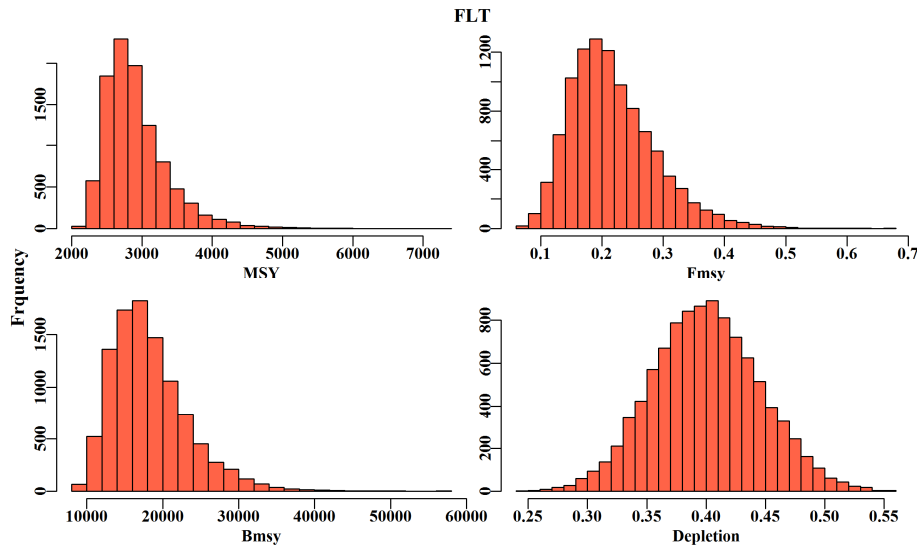 FLT
Frquency
0 500 1500
2000 3000 4000 5000 6000 7000
MSY
0 400 800 1200
0.1 0.2 0.3 0.4 0.5 0.6 0.7
Fmsy
0 500 1000 1500
10000 20000 30000 40000 50000 60000
Bmsy
0 200 400 600 800
0.25 0.30 0.35 0.40 0.45 0.50 0.55
Depletion